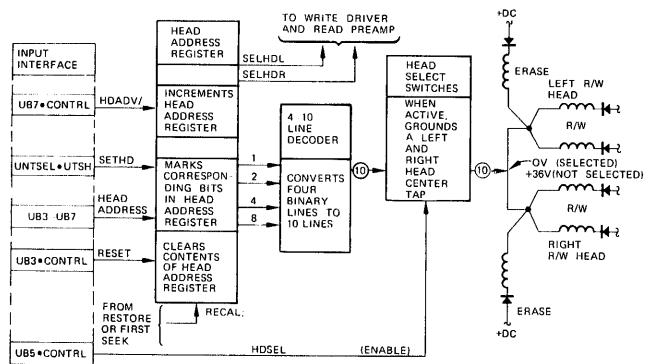 TO WRITE DRIVER
AND READ PREAMP
+DC
HEAD
ADDRESS
REGISTER
INPUT
INTERFACE
SELHDL
SELHDR
HEAD
SELECT
SWITCHES
ERASE
LEFT R/W
HEAD
R/W
UB7•CONTRL
HDADV/
INCREMENTS
HEAD
ADDRESS
REGISTER
4 10
LINE
DECODER
WHEN
ACTIVE,
GROUNDS
A LEFT
AND
RIGHT
HEAD
CENTER
TAP
UNTSEL•UTSH
SETHD
MARKS
CORRESPON-
DING BITS
IN HEAD
ADDRESS
REGISTER
1
2
4
8
CONVERTS
FOUR
BINARY
LINES TO
10 LINES
10
10
0V (SELECTED)
+36V(NOT SELECTED)
UB3-UB7
HEAD
ADDRESS
R/W
RIGHT
R/W HEAD
UB3•CONTRL
RESET
CLEARS
CONTENTS
OF HEAD
ADDRESS
REGISTER
FROM
RESTORE
OR FIRST
SEEK
RECAL;
ERASE
+DC
UB5•CONTRL
HDSEL
(ENABLE)